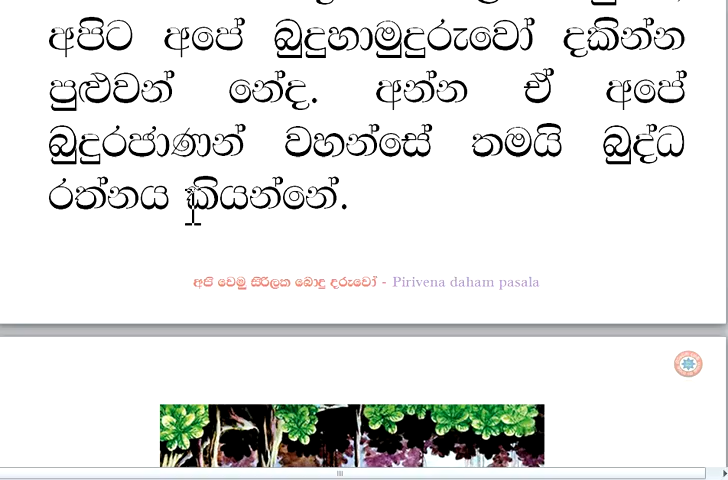 අපිට අපේ බුදුහාමුදුරුවෝ දකින්න
පුළුවන් නේද. අන්න ඒ අපේ
බුදුරජාණන් වහන්සේ තමයි බුද්ධ
රත්නය කියන්නේ.
අපි වෙමු සිරිලක බොදු දරුවෝ - Pirivena daham pasala